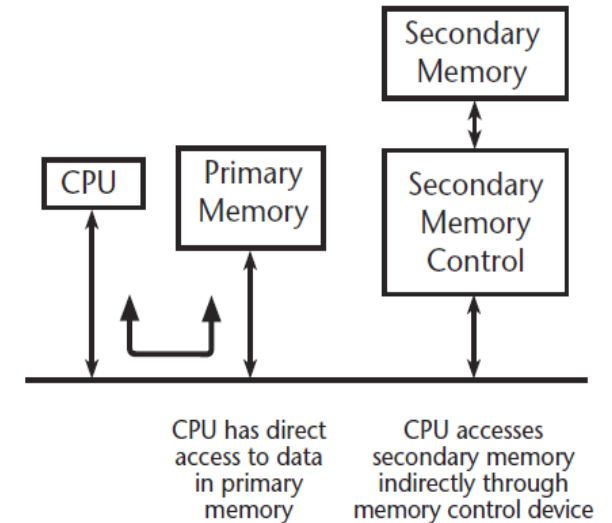 Secondary
Memory
CPU
Primary
Memory
Secondary
Memory
Control
CPU has direct
access to data
in primary
memory
CPU accesses
secondary memory
indirectly through
memory control device